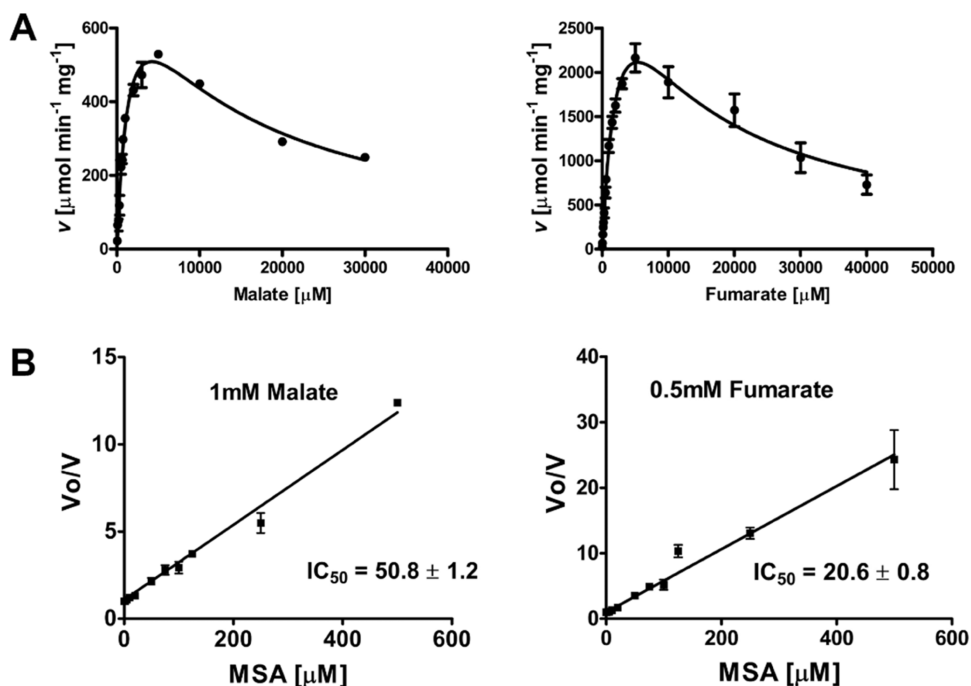 A
v [μmol min⁻¹ mg⁻¹]
600
400
200
0
0 10000 20000 30000 40000
Malate [μM]
v [μmol min⁻¹ mg⁻¹]
2500
2000
1500
1000
500
0
0 10000 20000 30000 40000 50000
Fumarate [μM]
B
Vo/V
15
10
5
0
1mM Malate
IC₅₀ = 50.8 ± 1.2
0 200 400 600
MSA [μM]
Vo/V
40
30
20
10
0
0.5mM Fumarate
IC₅₀ = 20.6 ± 0.8
0 200 400 600
MSA [μM]